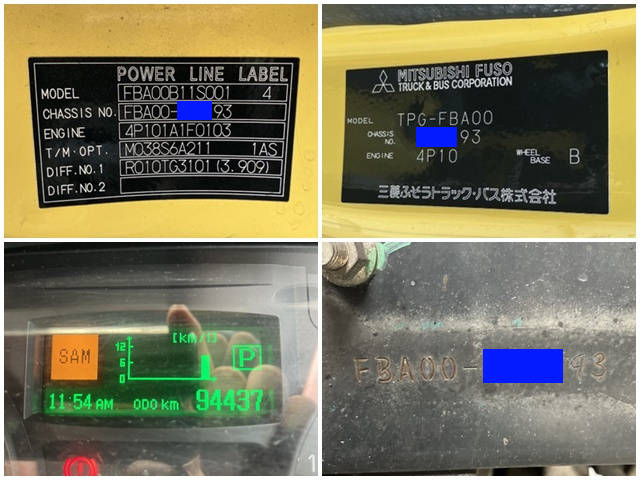 POWER LINE LABEL
MODEL FBA00B11S001 4
CHASSIS NO. FBA00- 93
ENGINE 4P101A1F0103
T/M·OPT. M038S6A211 1AS
DIFF.NO.1 R010TG3101(3.909)
DIFF.NO.2
MITSUBISHI FUSO
TRUCK & BUS CORPORATION
MODEL TPG-FBA00
CHASSIS NO. 93
ENGINE 4P10 WHEEL BASE B
三菱ふそうトラック・バス株式会社
[km/l]
SAM 12 6 0 P
11:54 AM ODO km 94437
1
FBA00- 93